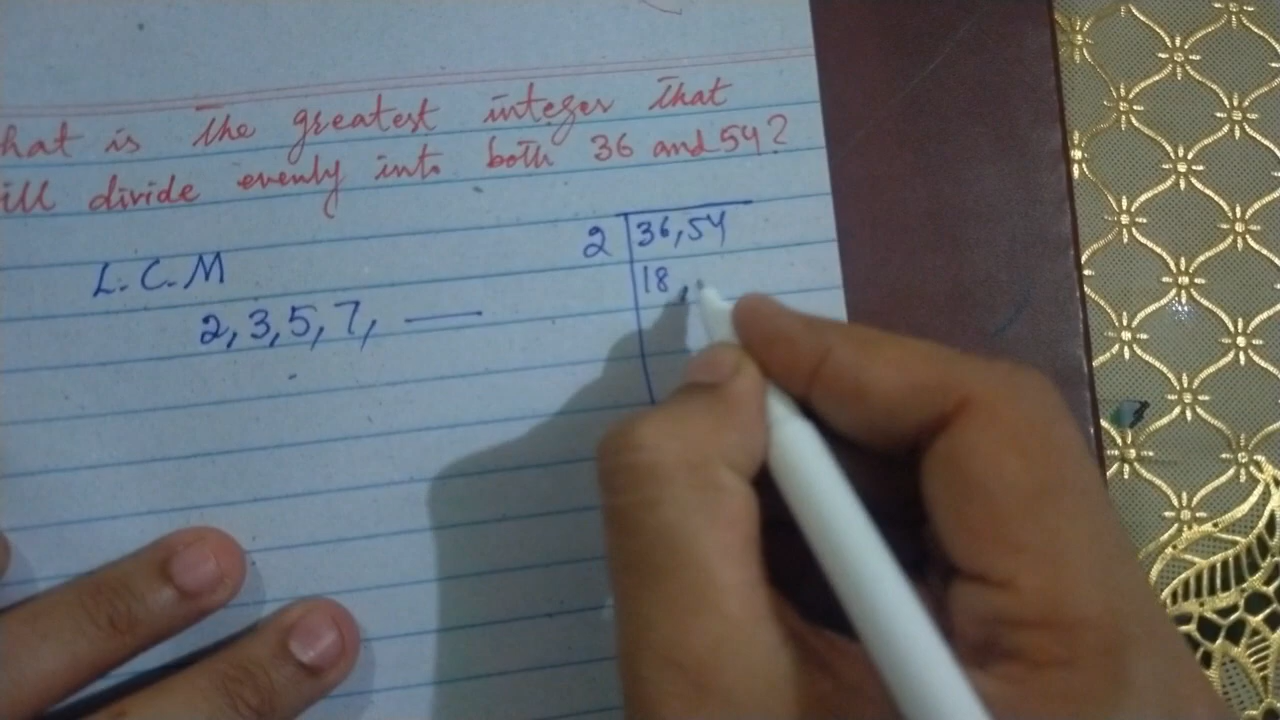 hat is the greatest integer that
ill divide evenly into both 36 and 54?
L.C.M
2,3,5,7, —
2 36,54
18 ,